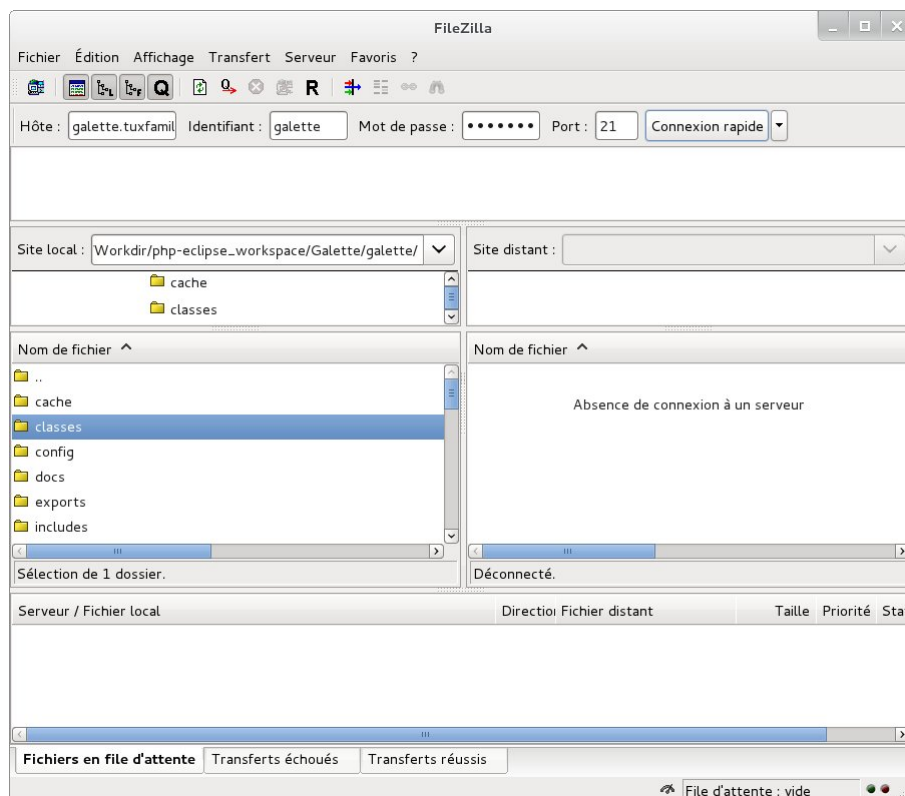 FileZilla
Fichier Édition Affichage Transfert Serveur Favoris ?
Hôte : galette.tuxfamil Identifiant : galette Mot de passe : ••••••• Port : 21 Connexion rapide
Site local : Workdir/php-eclipse_workspace/Galette/galette/
Site distant :
cache
classes
Nom de fichier
..
cache
classes
config
docs
exports
includes
Sélection de 1 dossier.
Nom de fichier
Absence de connexion à un serveur
Déconnecté.
Serveur / Fichier local Direction Fichier distant Taille Priorité Sta
Fichiers en file d'attente Transferts échoués Transferts réussis
File d'attente : vide